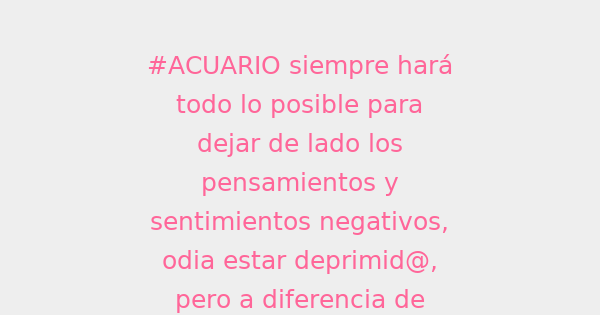 #ACUARIO siempre hará
todo lo posible para
dejar de lado los
pensamientos y
sentimientos negativos,
odia estar deprimid@,
pero a diferencia de